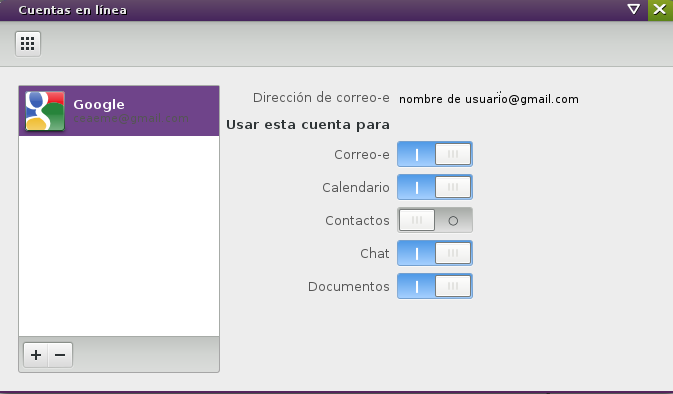 Cuentas en línea
Google
Dirección de correo-e nombre de usuario@gmail.com
Usar esta cuenta para
Correo-e
Calendario
Contactos
Chat
Documentos